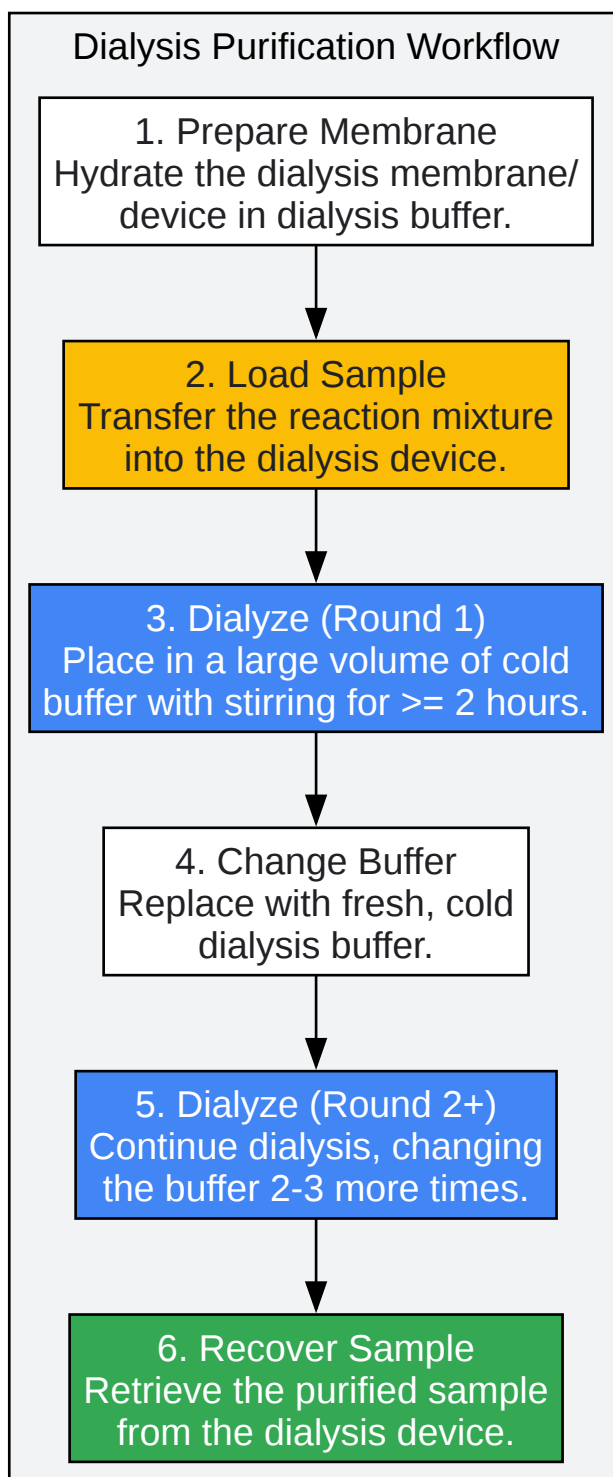 Dialysis Purification Workflow
1. Prepare Membrane
Hydrate the dialysis membrane/
device in dialysis buffer.
2. Load Sample
Transfer the reaction mixture
into the dialysis device.
3. Dialyze (Round 1)
Place in a large volume of cold
buffer with stirring for >= 2 hours.
4. Change Buffer
Replace with fresh, cold
dialysis buffer.
5. Dialyze (Round 2+)
Continue dialysis, changing
the buffer 2-3 more times.
6. Recover Sample
Retrieve the purified sample
from the dialysis device.